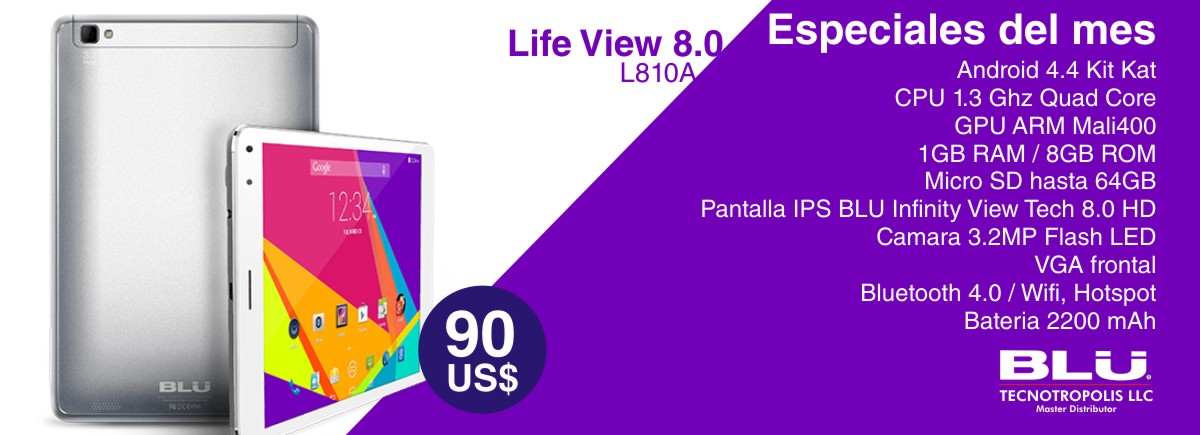 Life View 8.0
L810A
Especiales del mes
Android 4.4 Kit Kat
CPU 1.3 Ghz Quad Core
GPU ARM Mali400
1GB RAM / 8GB ROM
Micro SD hasta 64GB
Pantalla IPS BLU Infinity View Tech 8.0 HD
Camara 3.2MP Flash LED
VGA frontal
Bluetooth 4.0 / Wifi, Hotspot
Bateria 2200 mAh
BLU
TECNOTROPOLIS LLC
Master Distributor
90
US$
Google
12:34
BLU